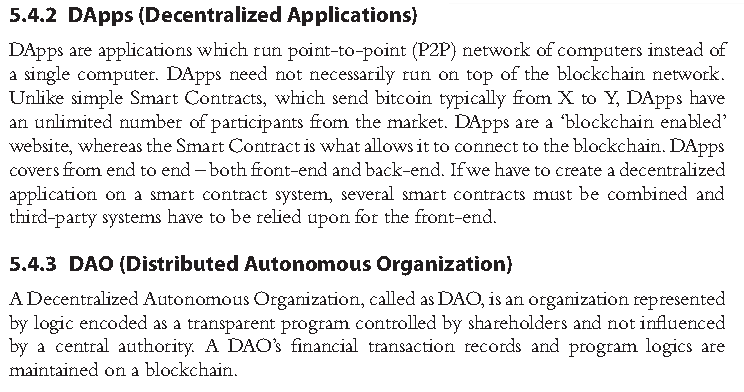 5.4.2 DApps (Decentralized Applications)
DApps are applications which run point-to-point (P2P) network of computers instead of
a single computer. DApps need not necessarily run on top of the blockchain network.
Unlike simple Smart Contracts, which send bitcoin typically from X to Y, DApps have
an unlimited number of participants from the market. DApps are a ‘blockchain enabled’
website, whereas the Smart Contract is what allows it to connect to the blockchain. DApps
covers from end to end – both front-end and back-end. If we have to create a decentralized
application on a smart contract system, several smart contracts must be combined and
third-party systems have to be relied upon for the front-end.
5.4.3 DAO (Distributed Autonomous Organization)
A Decentralized Autonomous Organization, called as DAO, is an organization represented
by logic encoded as a transparent program controlled by shareholders and not influenced
by a central authority. A DAO’s financial transaction records and program logics are
maintained on a blockchain.